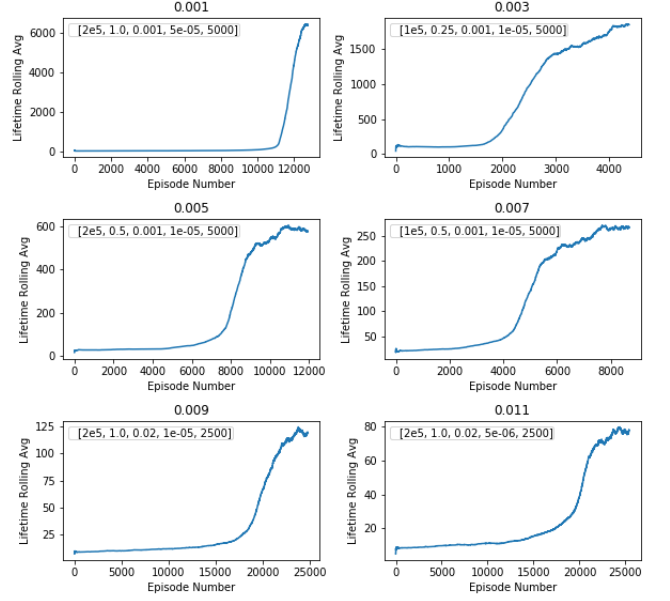 0.001
[2e5, 1.0, 0.001, 5e-05, 5000]
Lifetime Rolling Avg
6000
4000
2000
0
0 2000 4000 6000 8000 10000 12000
Episode Number
0.003
[1e5, 0.25, 0.001, 1e-05, 5000]
Lifetime Rolling Avg
1500
1000
500
0
0 1000 2000 3000 4000
Episode Number
0.005
[2e5, 0.5, 0.001, 1e-05, 5000]
Lifetime Rolling Avg
600
400
200
0
0 2000 4000 6000 8000 10000 12000
Episode Number
0.007
[1e5, 0.5, 0.001, 1e-05, 5000]
Lifetime Rolling Avg
250
200
150
100
50
0 2000 4000 6000 8000
Episode Number
0.009
[2e5, 1.0, 0.02, 1e-05, 2500]
Lifetime Rolling Avg
125
100
75
50
25
0 5000 10000 15000 20000 25000
Episode Number
0.011
[2e5, 1.0, 0.02, 5e-06, 2500]
Lifetime Rolling Avg
80
60
40
20
0 5000 10000 15000 20000 25000
Episode Number